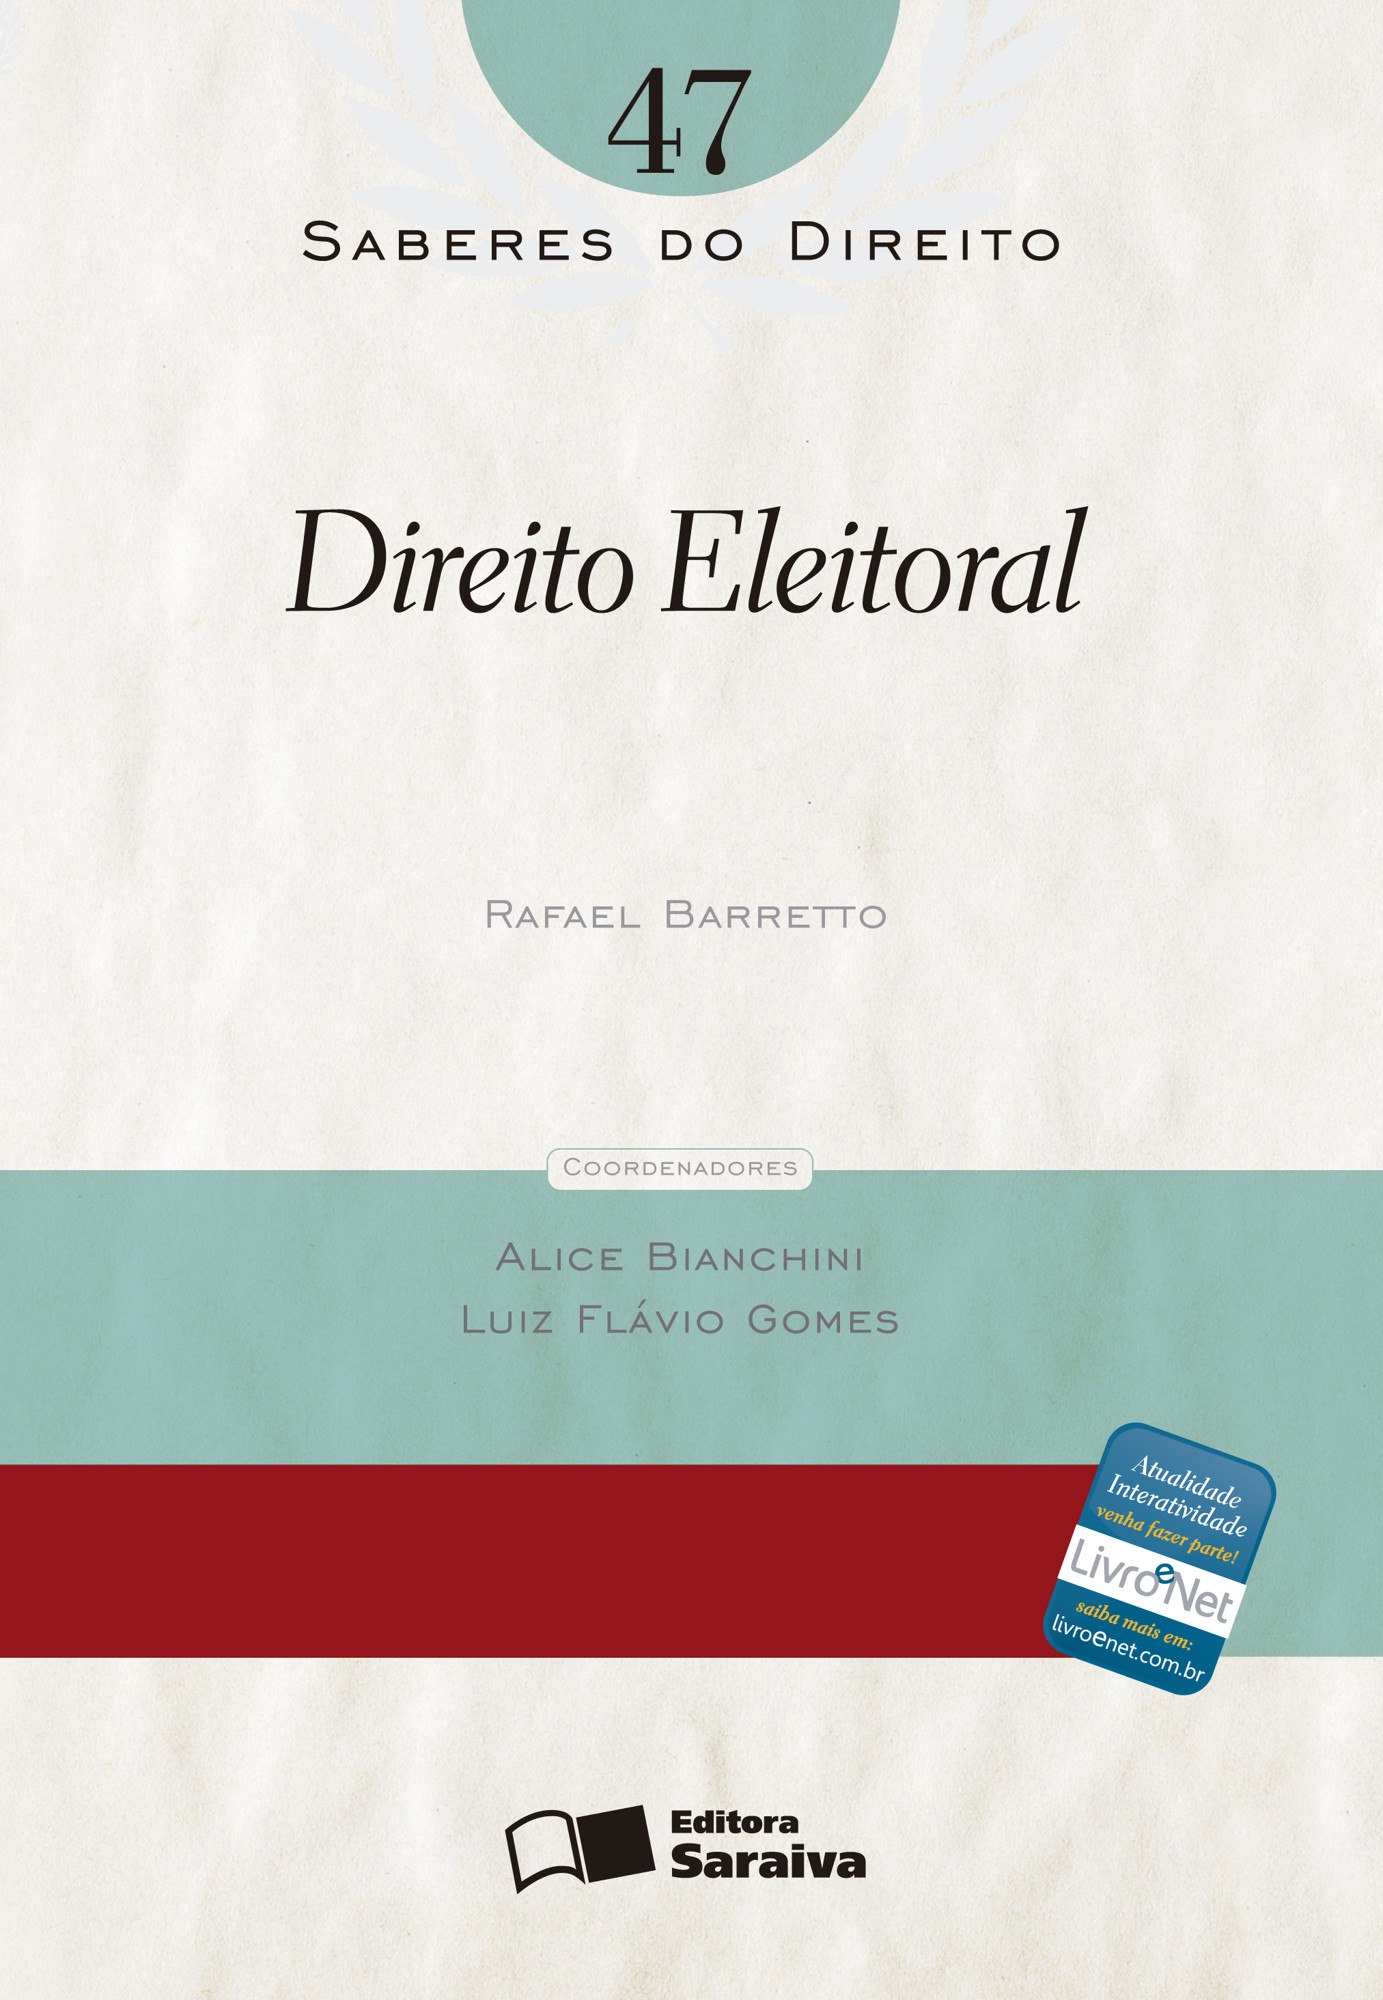 47
SABERES DO DIREITO
Direito Eleitoral
RAFAEL BARRETTO
COORDENADORES
ALICE BIANCHINI
LUIZ FLÁVIO GOMES
Atualidade
Interatividade
venha fazer parte!
LivroeNet
saiba mais em:
livroenet.com.br
Editora
Saraiva